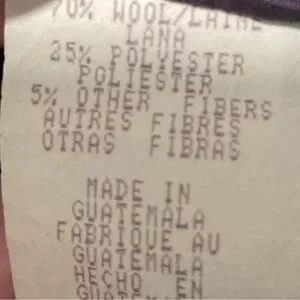 70% WOOL/LAINE
LANA
25% POLYESTER
POLIESTER
5% OTHER FIBERS
AUTRES FIBRES
OTRAS FIBRAS
MADE IN
GUATEMALA
FABRIQUE AU
GUATEMALA
HECHO EN